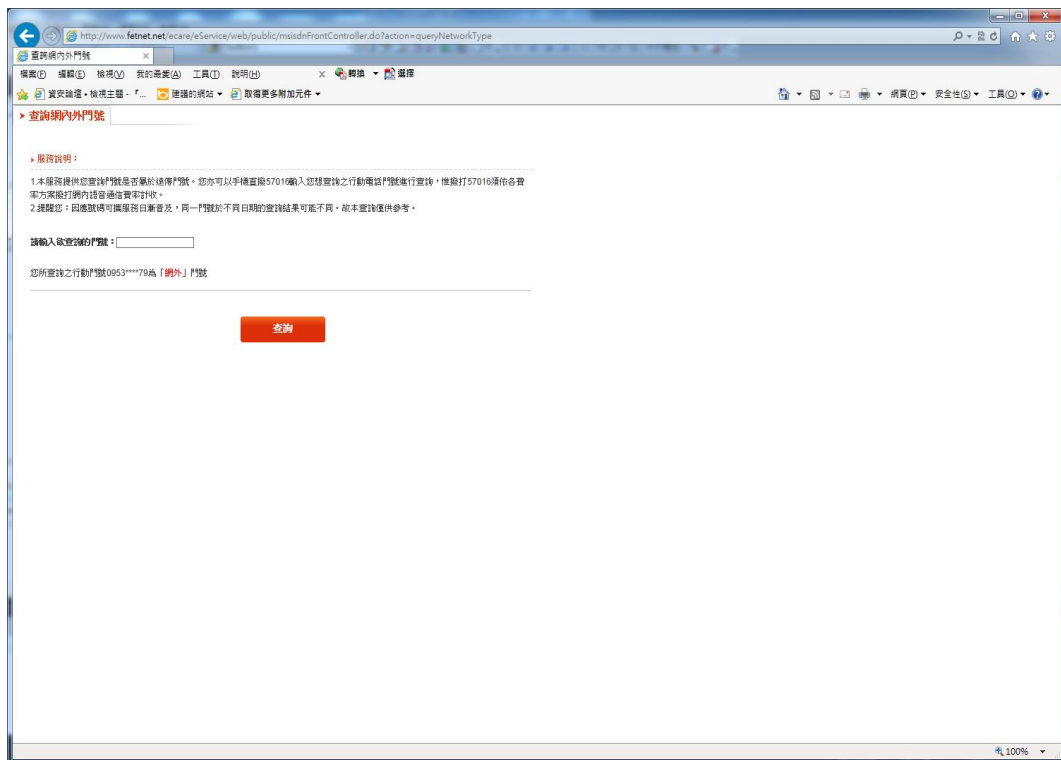 http://www.fetnet.net/ecare/eService/web/public/msisdnFrontController.do?action=queryNetworkType
查詢網內外門號
檔案(F) 編輯(E) 檢視(V) 我的最愛(A) 工具(T) 說明(H) x 轉換 選擇
資安論壇 • 檢視主題 - 『... 建議的網站 取得更多附加元件 網頁(P) 安全性(S) 工具(O)
查詢網內外門號
服務說明：
1.本服務提供您查詢門號是否屬於遠傳門號。您亦可以手機直撥57016輸入您想查詢之行動電話門號進行查詢，惟撥打57016須依各費
率方案撥打網內語音通信費率計收。
2.提醒您：因應號碼可攜服務日漸普及，同一門號於不同日期的查詢結果可能不同。故本查詢僅供參考。
請輸入欲查詢的門號：
您所查詢之行動門號0953****79為「網外」門號
查詢
100%